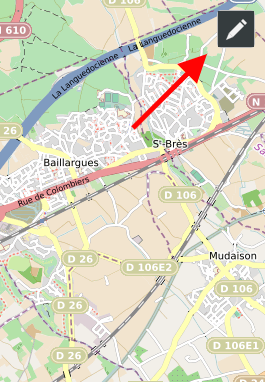 D 106
M 610
La Languedocienne
La Languedocienne
N
26
St-Brès
Baillargues
Rue de Colombiers
D 106
D 26
D 106E2
Mudaison
D 106
D 26
D 106E1
D 26